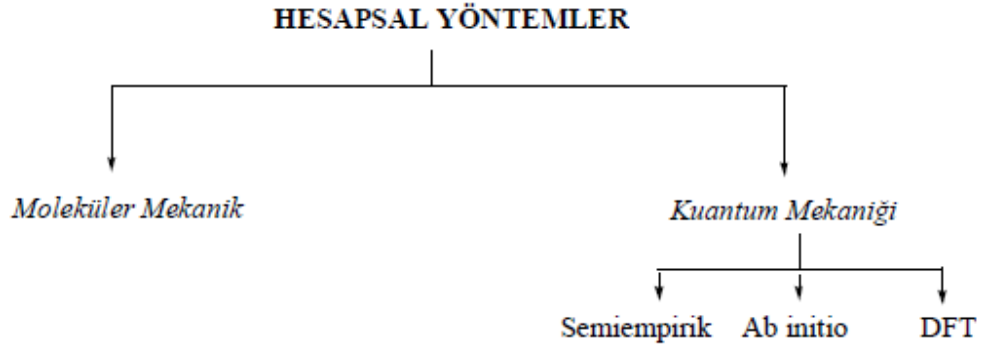 HESAPSAL YÖNTEMLER
Moleküler Mekanik
Kuantum Mekaniği
Semiempirik
Ab initio
DFT